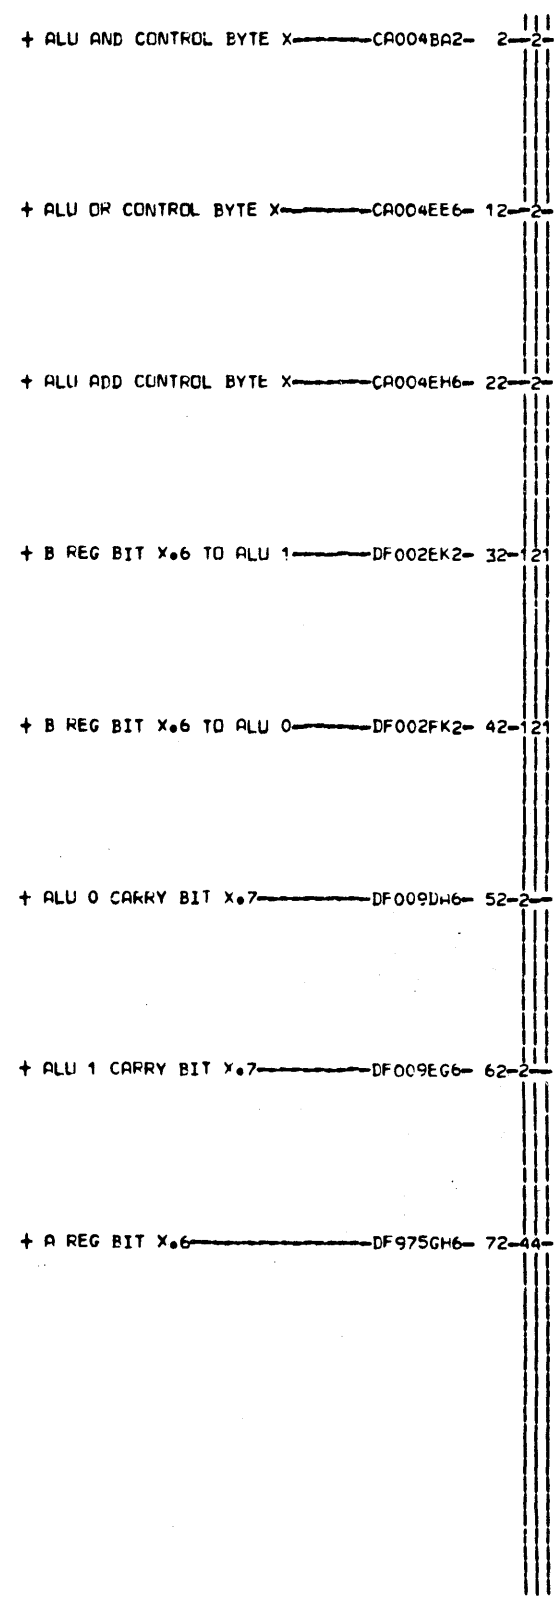 + ALU AND CONTROL BYTE X CA004BA2- 2--2-
+ ALU OR CONTROL BYTE X CA004EE6- 12--2-
+ ALU ADD CONTROL BYTE X CA004EH6- 22--2-
+ B REG BIT X.6 TO ALU 1 DF002EK2- 32-121
+ B REG BIT X.6 TO ALU 0 DF002FK2- 42-121
+ ALU 0 CARRY BIT X.7 DF009DW6- 52-2--
+ ALU 1 CARRY BIT X.7 DF009EG6- 62-2--
+ A REG BIT X.6 DF975GH6- 72-44-